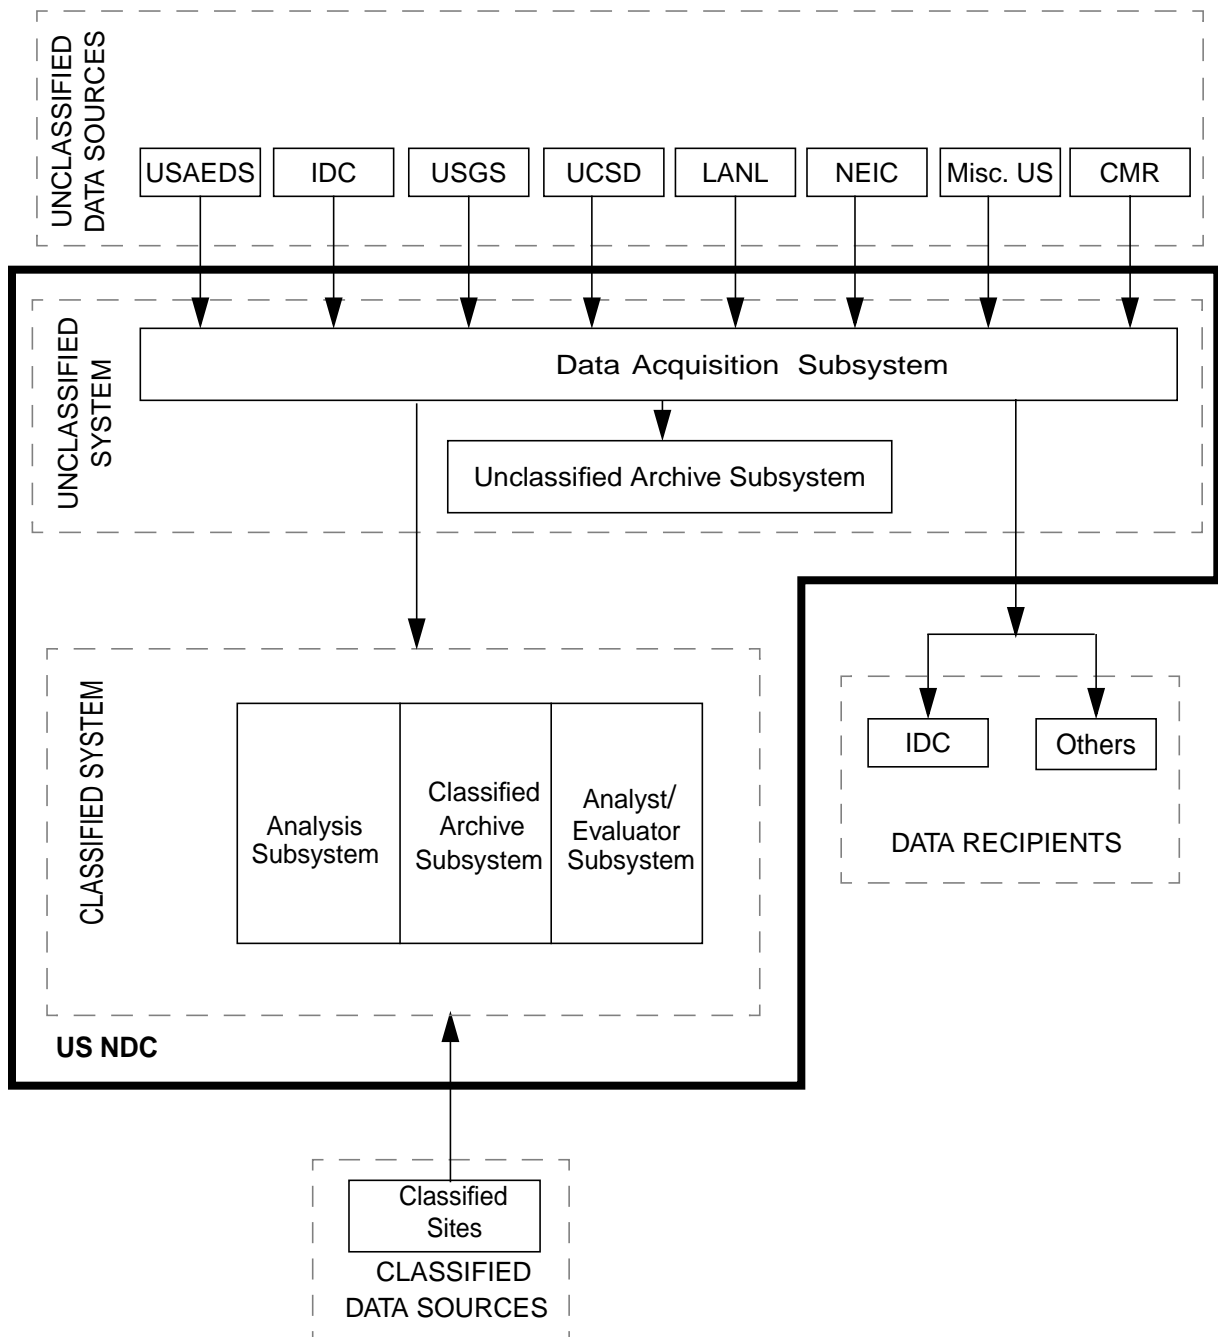 UNCLASSIFIED
DATA SOURCES
USAEDS
IDC
USGS
UCSD
LANL
NEIC
Misc. US
CMR
UNCLASSIFIED
SYSTEM
Data Acquisition Subsystem
Unclassified Archive Subsystem
CLASSIFIED SYSTEM
Analysis
Subsystem
Classified
Archive
Subsystem
Analyst/
Evaluator
Subsystem
IDC
Others
DATA RECIPIENTS
US NDC
Classified
Sites
CLASSIFIED
DATA SOURCES